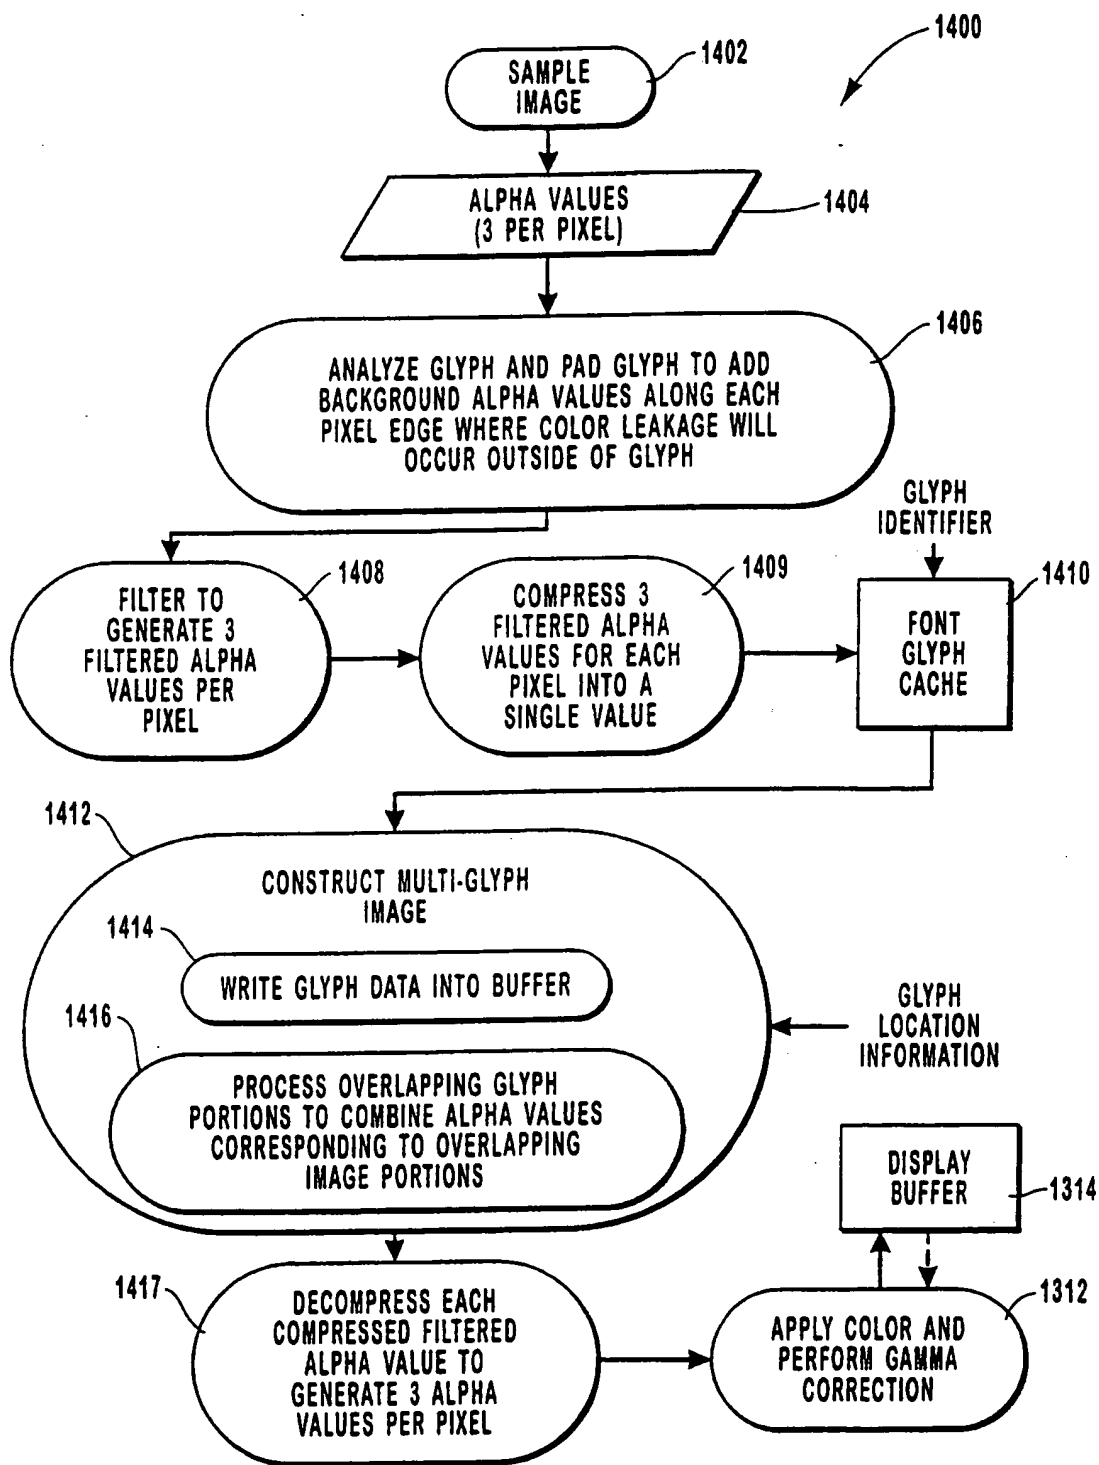 1400
1402
SAMPLE
IMAGE
ALPHA VALUES
(3 PER PIXEL)
1404
1406
ANALYZE GLYPH AND PAD GLYPH TO ADD
BACKGROUND ALPHA VALUES ALONG EACH
PIXEL EDGE WHERE COLOR LEAKAGE WILL
OCCUR OUTSIDE OF GLYPH
GLYPH
IDENTIFIER
1408
FILTER TO
GENERATE 3
FILTERED ALPHA
VALUES PER
PIXEL
1409
COMPRESS 3
FILTERED ALPHA
VALUES FOR EACH
PIXEL INTO A
SINGLE VALUE
1410
FONT
GLYPH
CACHE
1412
CONSTRUCT MULTI-GLYPH
IMAGE
1414
WRITE GLYPH DATA INTO BUFFER
1416
PROCESS OVERLAPPING GLYPH
PORTIONS TO COMBINE ALPHA VALUES
CORRESPONDING TO OVERLAPPING
IMAGE PORTIONS
GLYPH
LOCATION
INFORMATION
DISPLAY
BUFFER
1314
1417
DECOMPRESS EACH
COMPRESSED FILTERED
ALPHA VALUE TO
GENERATE 3 ALPHA
VALUES PER PIXEL
1312
APPLY COLOR AND
PERFORM GAMMA
CORRECTION